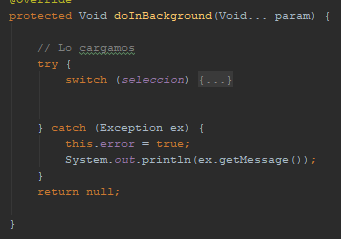 @Override
protected Void doInBackground(Void... param) {
// Lo cargamos
try {
switch (seleccion) {...}
} catch (Exception ex) {
this.error = true;
System.out.println(ex.getMessage());
}
return null;
}